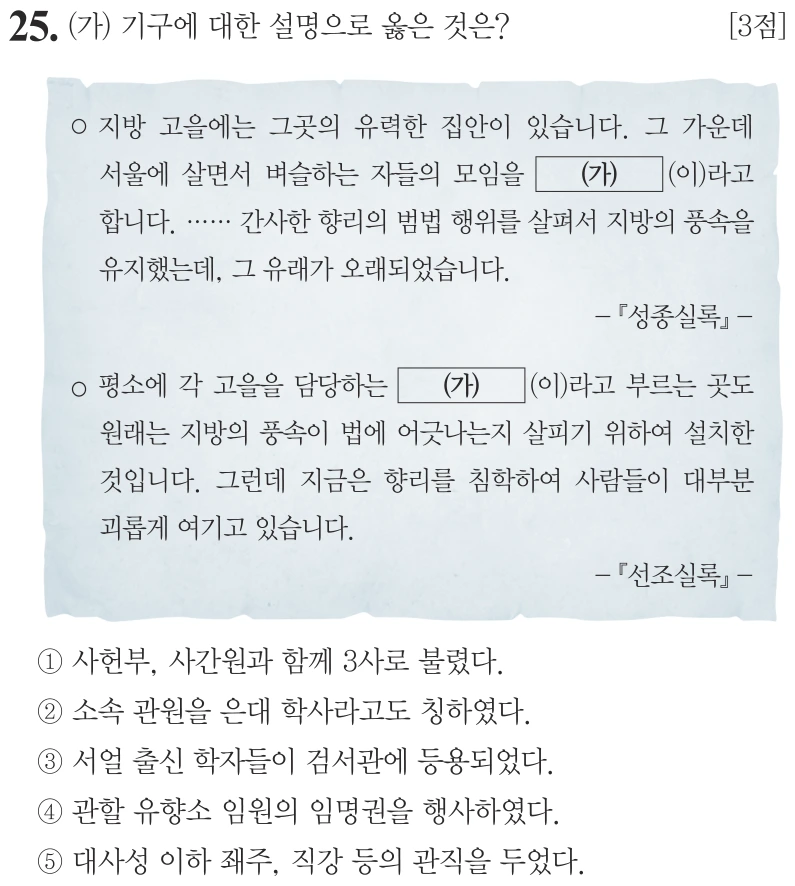 25. (가) 기구에 대한 설명으로 옳은 것은? [3점]
○ 지방 고을에는 그곳의 유력한 집안이 있습니다. 그 가운데
서울에 살면서 벼슬하는 자들의 모임을 (가) (이)라고
합니다. …… 간사한 향리의 범법 행위를 살펴서 지방의 풍속을
유지했는데, 그 유래가 오래되었습니다.
-『성종실록』-
○ 평소에 각 고을을 담당하는 (가) (이)라고 부르는 곳도
원래는 지방의 풍속이 법에 어긋나는지 살피기 위하여 설치한
것입니다. 그런데 지금은 향리를 침학하여 사람들이 대부분
괴롭게 여기고 있습니다.
-『선조실록』-
① 사헌부, 사간원과 함께 3사로 불렸다.
② 소속 관원을 은대 학사라고도 칭하였다.
③ 서얼 출신 학자들이 검서관에 등용되었다.
④ 관할 유향소 임원의 임명권을 행사하였다.
⑤ 대사성 이하 좨주, 직강 등의 관직을 두었다.